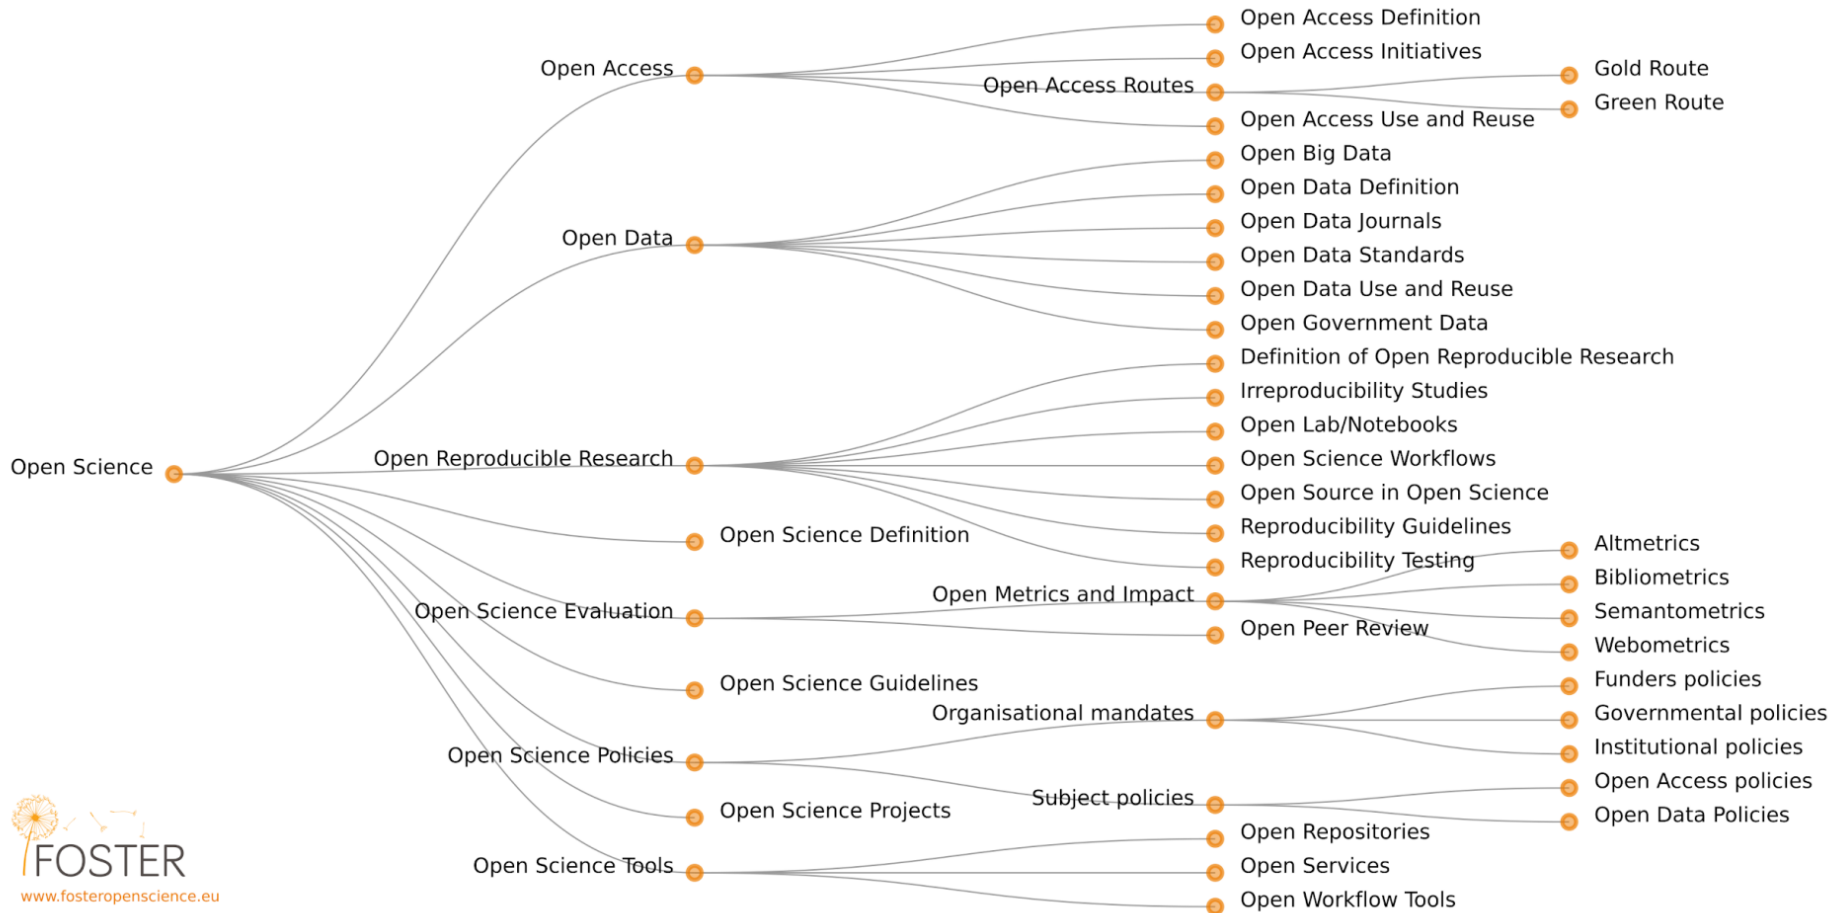 Open Access Definition
Open Access Initiatives
Open Access
Gold Route
Open Access Routes
Green Route
Open Access Use and Reuse
Open Big Data
Open Data Definition
Open Data Journals
Open Data
Open Data Standards
Open Data Use and Reuse
Open Government Data
Definition of Open Reproducible Research
Irreproducibility Studies
Open Lab/Notebooks
Open Science
Open Reproducible Research
Open Science Workflows
Open Source in Open Science
Reproducibility Guidelines
Open Science Definition
Altmetrics
Reproducibility Testing
Bibliometrics
Open Metrics and Impact
Open Science Evaluation
Semantometrics
Open Peer Review
Webometrics
Funders policies
Open Science Guidelines
Organisational mandates
Governmental policies
Institutional policies
Open Science Policies
Open Access policies
Subject policies
Open Science Projects
Open Data Policies
Open Repositories
Open Science Tools
Open Services
Open Workflow Tools
FOSTER
www.fosteropenscience.eu